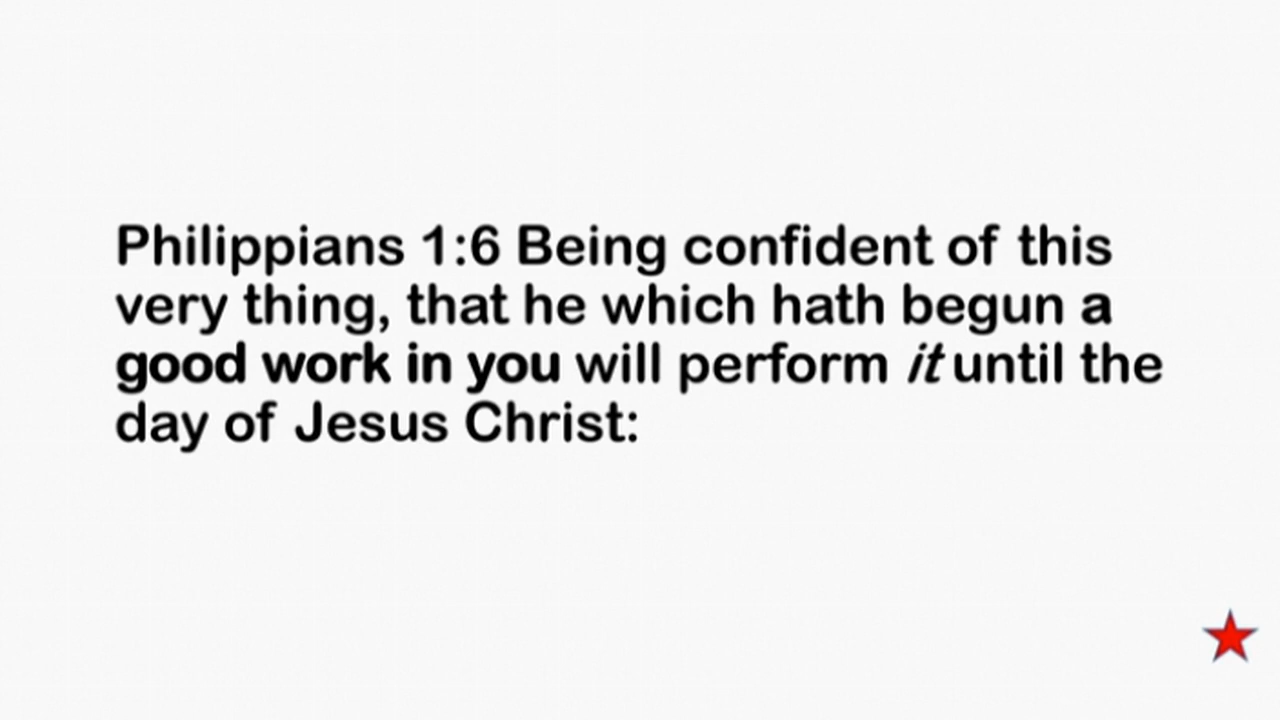 Philippians 1:6 Being confident of this
very thing, that he which hath begun a
good work in you will perform it until the
day of Jesus Christ: